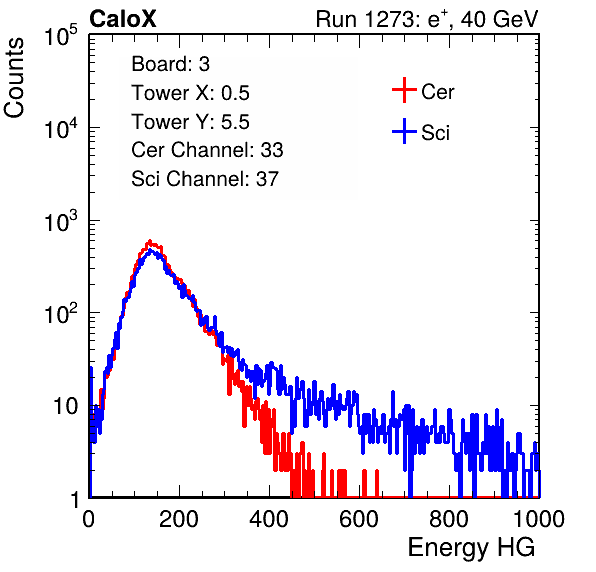 CaloX Run 1273: e+, 40 GeV
Counts
Board: 3
Tower X: 0.5
Tower Y: 5.5
Cer Channel: 33
Sci Channel: 37
Cer
Sci
10^5
10^4
10^3
10^2
10
1
0 200 400 600 800 1000
Energy HG